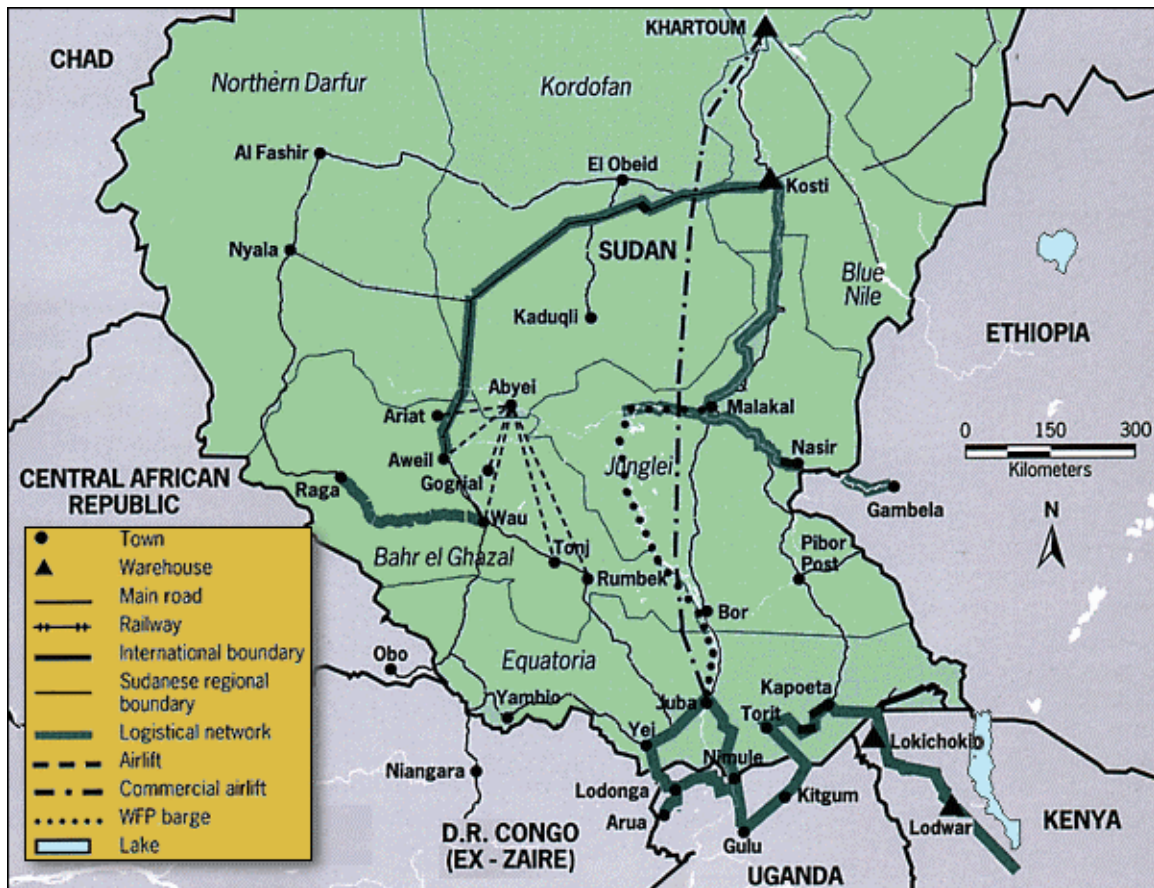 KHARTOUM
CHAD
Northern Darfur
Kordofan
Al Fashir
El Obeid
Kosti
SUDAN
Nyala
Blue
Nile
Kaduqli
ETHIOPIA
Abyei
Ariat
Malakal
Aweil
Gogrial
Junglei
Nasir
0 150 300
Kilometers
CENTRAL AFRICAN
REPUBLIC
Raga
Gambela
Wau
N
Bahr el Ghazal
Tonj
Pibor
Post
Rumbek
Bor
Town
Warehouse
Main road
Railway
International boundary
Sudanese regional
boundary
Logistical network
Airlift
Commercial airlift
WFP barge
Lake
Obo
Equatoria
Yambio
Kapoeta
Juba
Torit
Yei
Lokichokio
Nimule
Niangara
Lodonga
Kitgum
Arua
Lodwar
KENYA
D.R. CONGO
(EX - ZAIRE)
Gulu
UGANDA